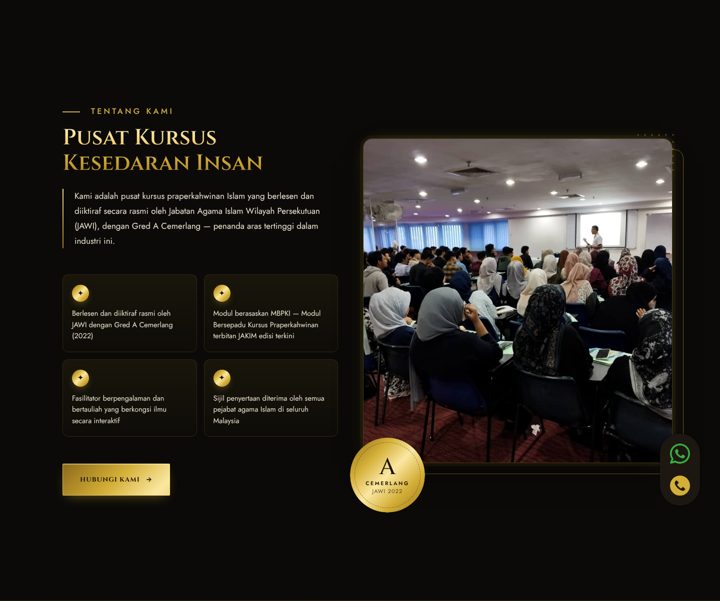 TENTANG KAMI
Pusat Kursus
Kesedaran Insan
Kami adalah pusat kursus praperkahwinan Islam yang berlesen dan
diiktiraf secara rasmi oleh Jabatan Agama Islam Wilayah Persekutuan
(JAWI), dengan Gred A Cemerlang — penanda aras tertinggi dalam
industri ini.
Berlesen dan diiktiraf rasmi oleh
JAWI dengan Gred A Cemerlang
(2022)
Modul berasaskan MBPKI — Modul
Bersepadu Kursus Praperkahwinan
terbitan JAKIM edisi terkini
Fasilitator berpengalaman dan
bertauliah yang berkongsi ilmu
secara interaktif
Sijil penyertaan diterima oleh semua
pejabat agama Islam di seluruh
Malaysia
HUBUNGI KAMI →
A
CEMERLANG
JAWI 2022